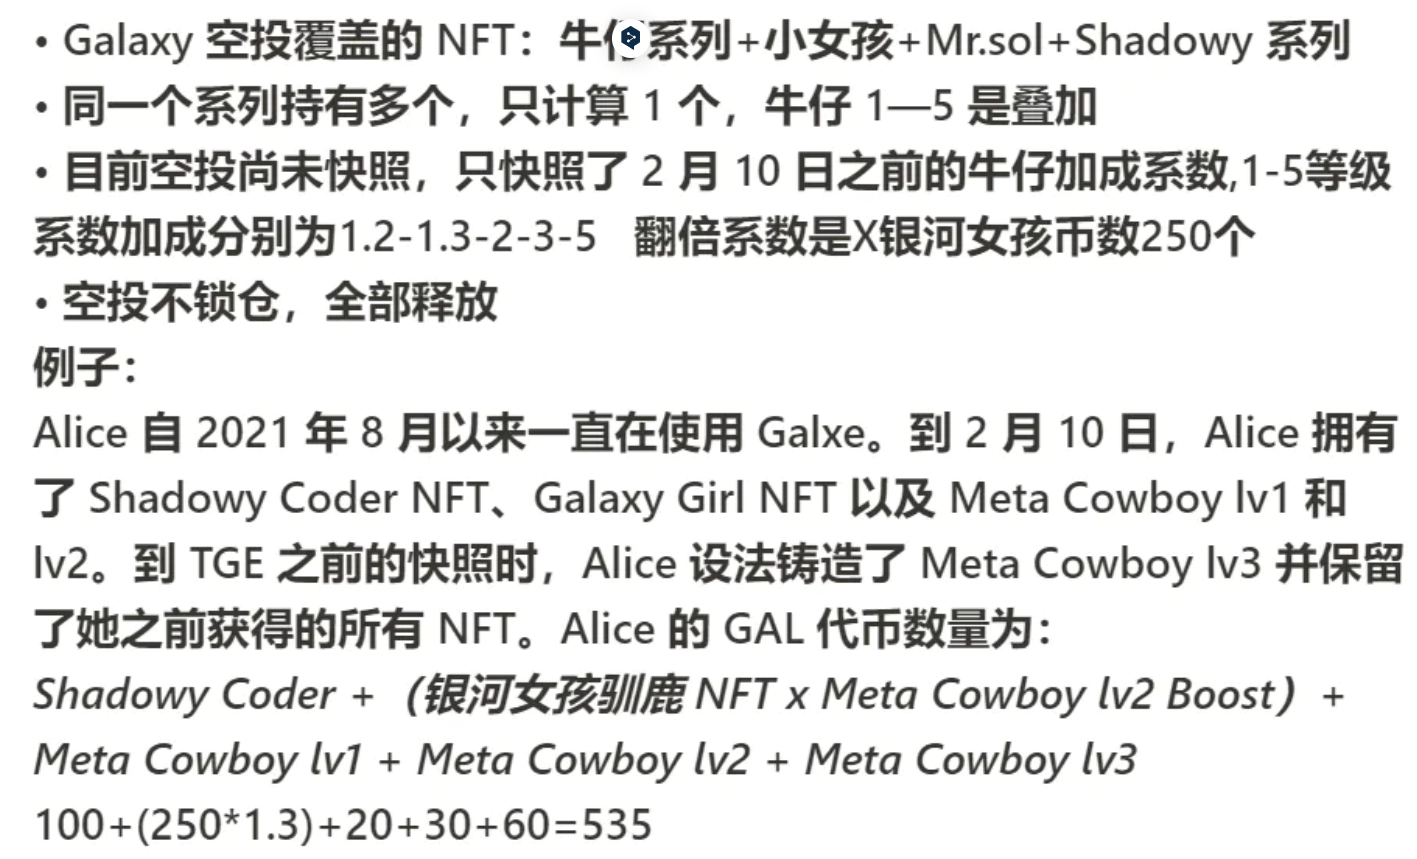 • Galaxy 空投覆盖的 NFT：牛系列+小女孩+Mr.sol+Shadowy 系列
• 同一个系列持有多个，只计算 1 个，牛仔 1—5 是叠加
• 目前空投尚未快照，只快照了 2 月 10 日之前的牛仔加成系数,1-5等级
系数加成分别为1.2-1.3-2-3-5 翻倍系数是X银河女孩币数250个
• 空投不锁仓，全部释放
例子：
Alice 自 2021 年 8 月以来一直在使用 Galxe。到 2 月 10 日，Alice 拥有
了 Shadowy Coder NFT、Galaxy Girl NFT 以及 Meta Cowboy lv1 和
lv2。到 TGE 之前的快照时，Alice 设法铸造了 Meta Cowboy lv3 并保留
了她之前获得的所有 NFT。Alice 的 GAL 代币数量为：
Shadowy Coder +（银河女孩驯鹿 NFT x Meta Cowboy lv2 Boost）+
Meta Cowboy lv1 + Meta Cowboy lv2 + Meta Cowboy lv3
100+(250*1.3)+20+30+60=535